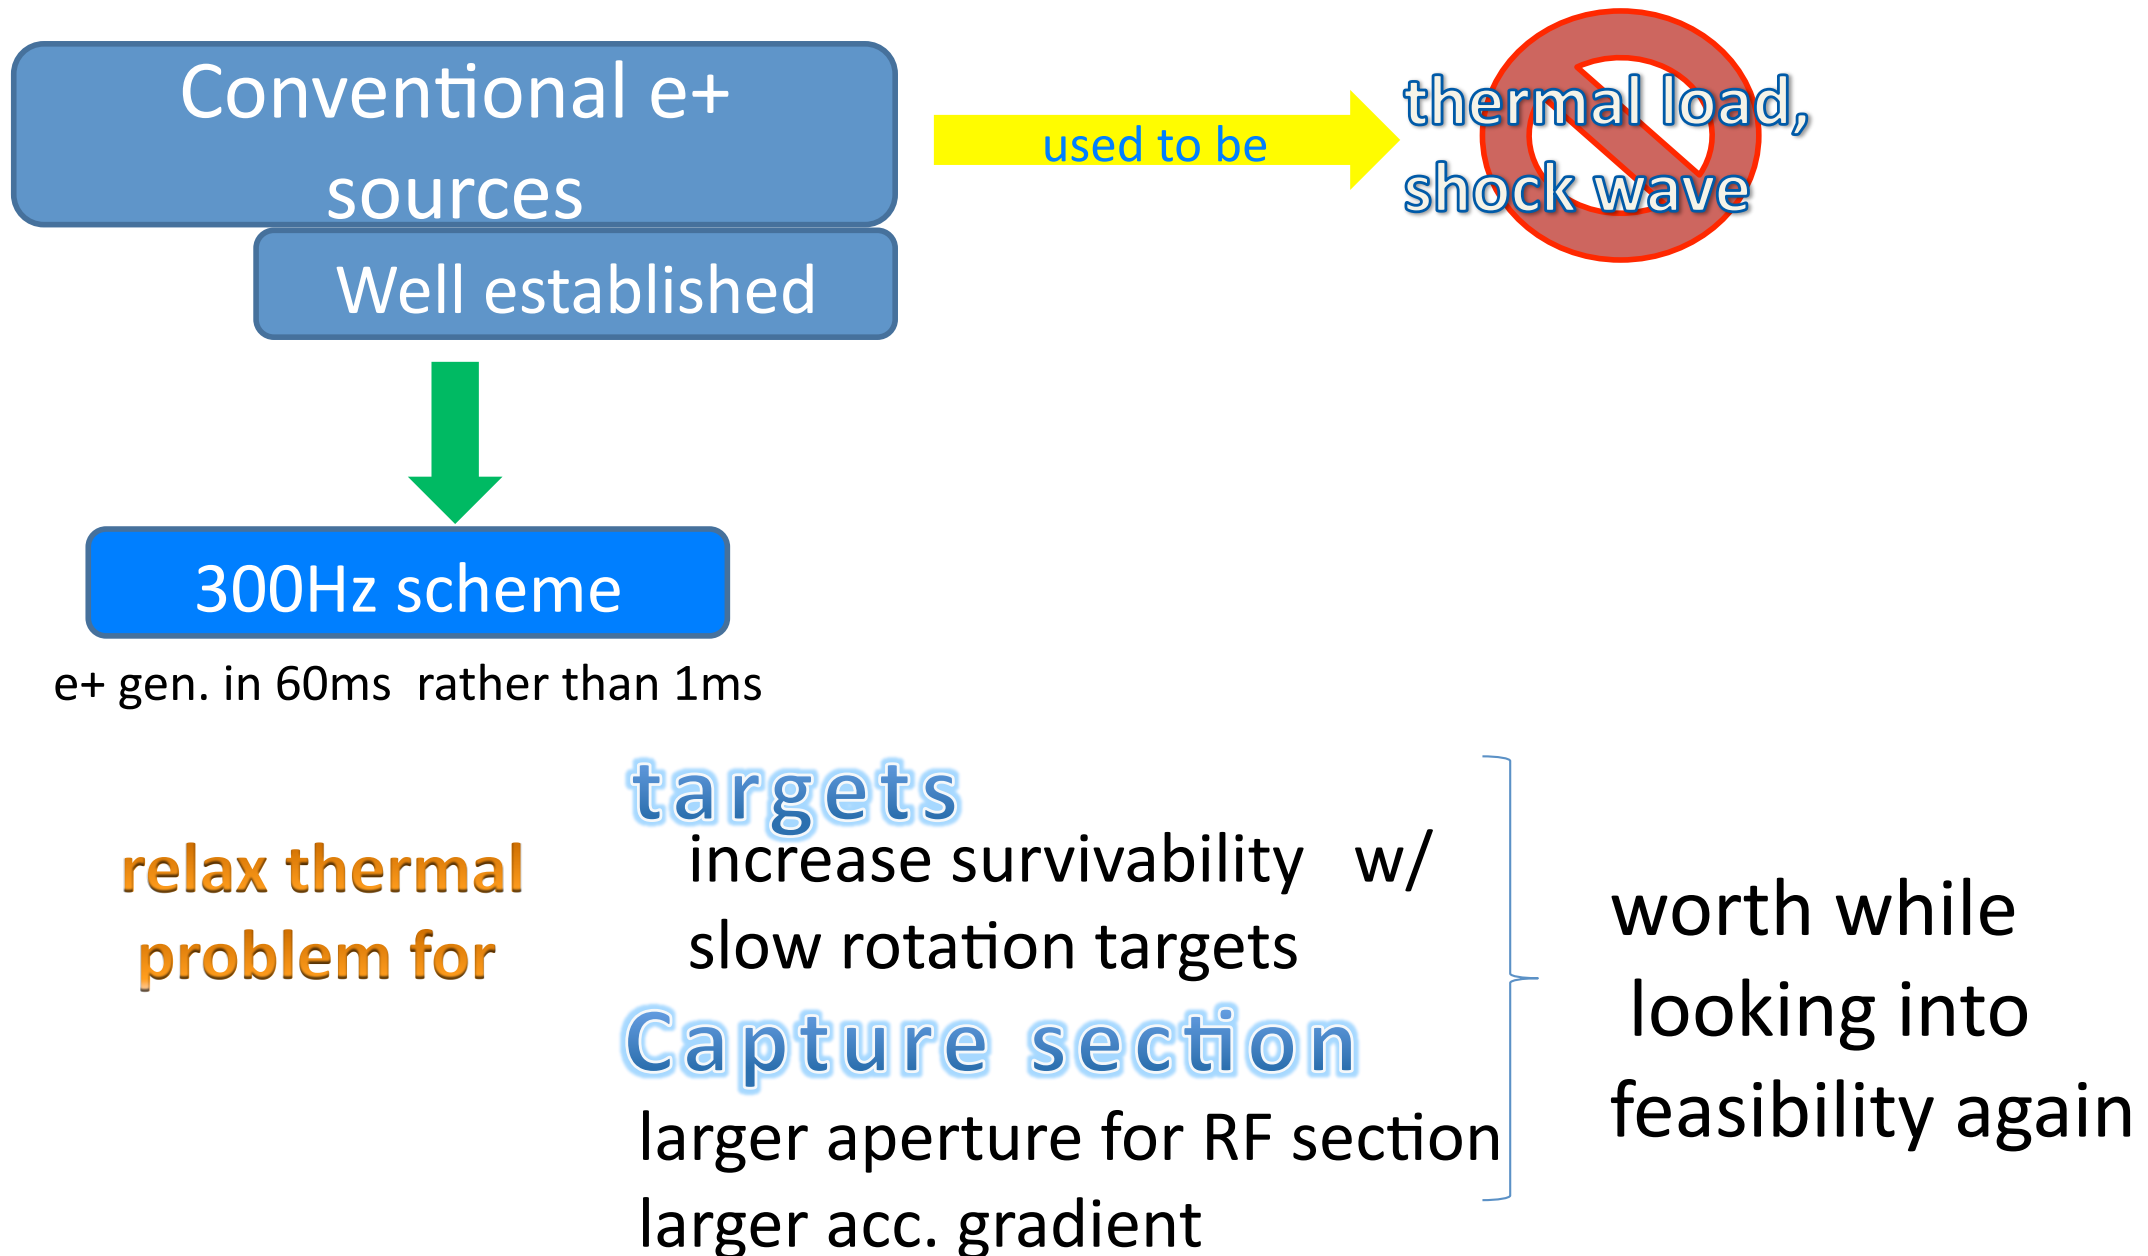 Conventional e+
sources
Well established
used to be
thermal load,
shock wave
300Hz scheme
e+ gen. in 60ms rather than 1ms
relax thermal
problem for
targets
increase survivability w/
slow rotation targets
Capture section
larger aperture for RF section
larger acc. gradient
worth while
looking into
feasibility again